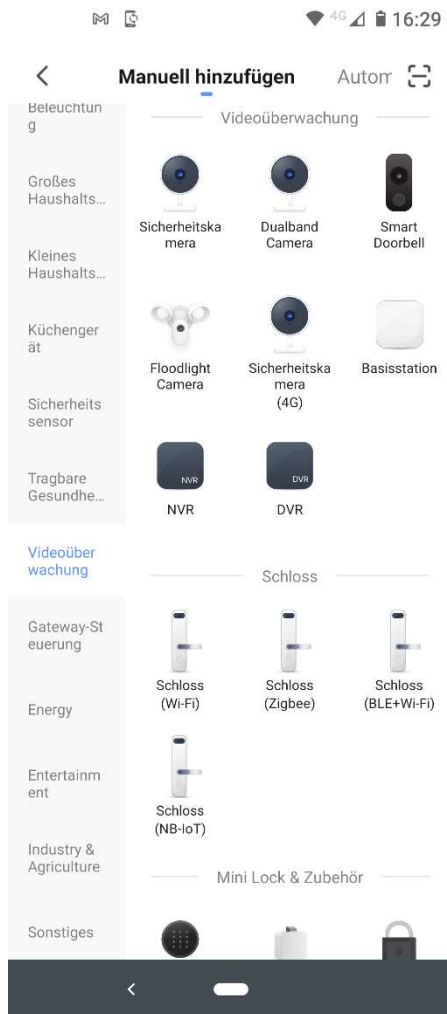 4G 16:29
Manuell hinzufügen Autom
Beleuchtun
g
Großes
Haushalts...
Kleines
Haushalts...
Küchenger
ät
Sicherheits
sensor
Tragbare
Gesundhe...
Videoüber
wachung
Gateway-St
euerung
Energy
Entertainm
ent
Industry &
Agriculture
Sonstiges
Videoüberwachung
Sicherheitska
mera
Dualband
Camera
Smart
Doorbell
Floodlight
Camera
Sicherheitska
mera
(4G)
Basisstation
NVR
NVR
DVR
DVR
Schloss
Schloss
(Wi-Fi)
Schloss
(Zigbee)
Schloss
(BLE+Wi-Fi)
Schloss
(NB-IoT)
Mini Lock & Zubehör